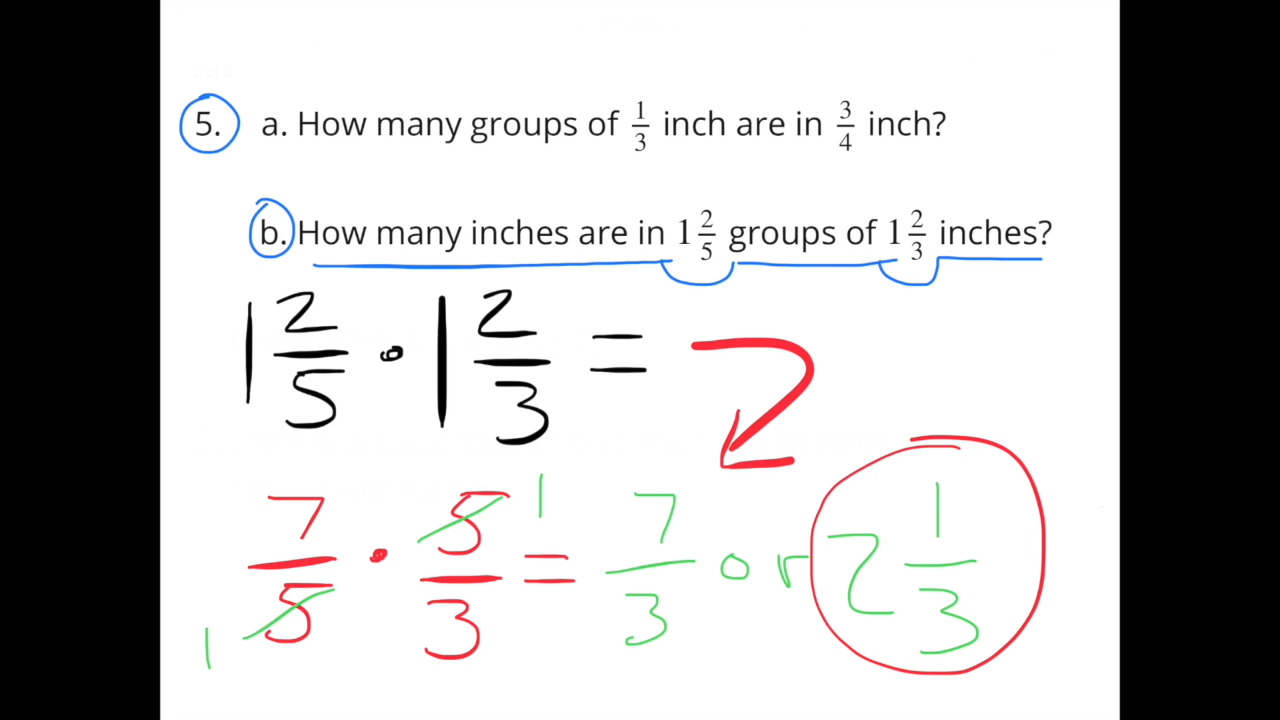 5. a. How many groups of 1/3 inch are in 3/4 inch?
b. How many inches are in 1 2/5 groups of 1 2/3 inches?
1 2/5 · 1 2/3 =
7/5 · 5/3 = 7/3 or 2 1/3
1 1